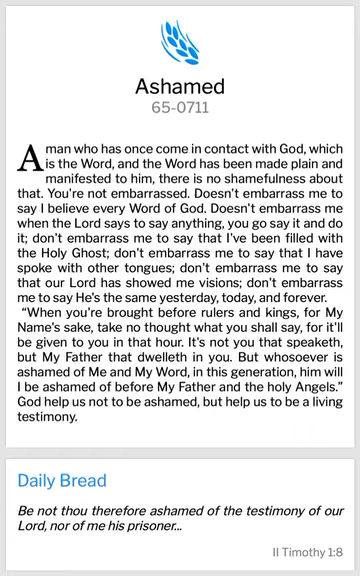 Ashamed
65-0711
A man who has once come in contact with God, which
is the Word, and the Word has been made plain and
manifested to him, there is no shamefulness about
that. You're not embarrassed. Doesn't embarrass me to
say I believe every Word of God. Doesn't embarrass me
when the Lord says to say anything, you go say it and do
it; don't embarrass me to say that I've been filled with
the Holy Ghost; don't embarrass me to say that I have
spoke with other tongues; don't embarrass me to say
that our Lord has showed me visions; don't embarrass
me to say He's the same yesterday, today, and forever.
“When you're brought before rulers and kings, for My
Name's sake, take no thought what you shall say, for it'll
be given to you in that hour. It's not you that speaketh,
but My Father that dwelleth in you. But whosoever is
ashamed of Me and My Word, in this generation, him will
I be ashamed of before My Father and the holy Angels.”
God help us not to be ashamed, but help us to be a living
testimony.
Daily Bread
Be not thou therefore ashamed of the testimony of our
Lord, nor of me his prisoner...
II Timothy 1:8